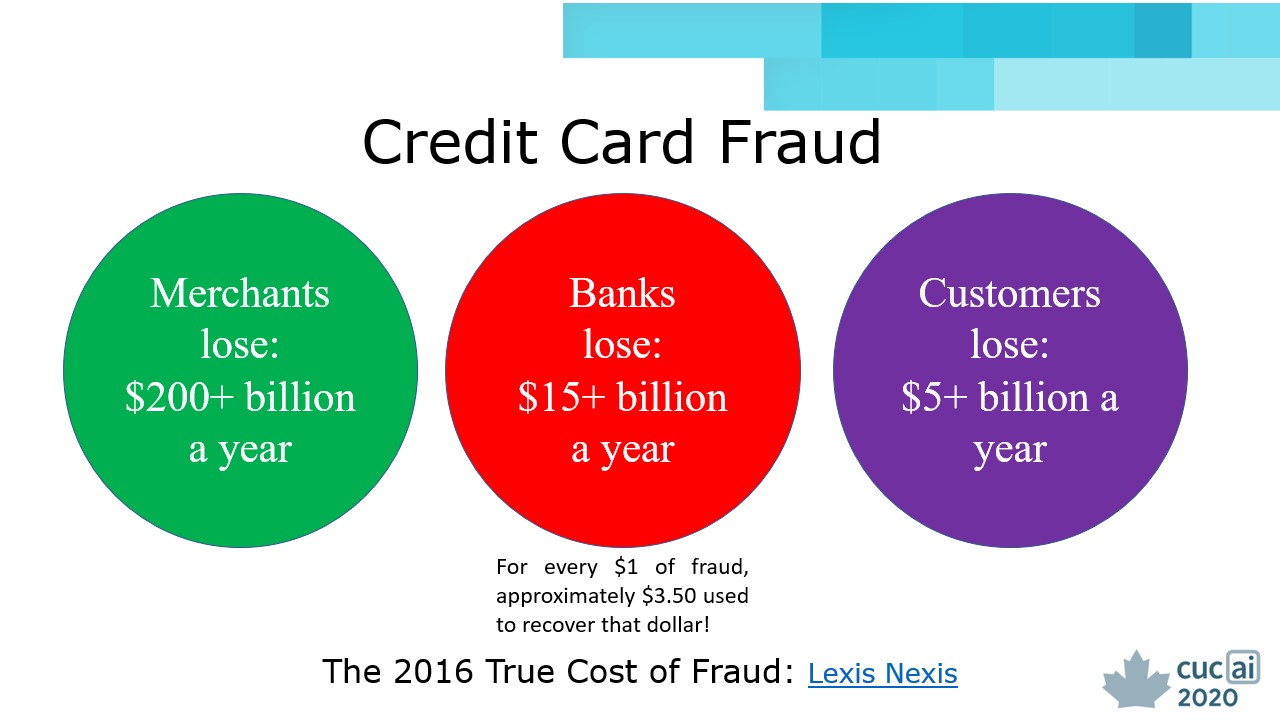 Credit Card Fraud
Merchants
lose:
$200+ billion
a year
Banks
lose:
$15+ billion
a year
Customers
lose:
$5+ billion a
year
For every $1 of fraud,
approximately $3.50 used
to recover that dollar!
The 2016 True Cost of Fraud: Lexis Nexis
cuc ai
2020